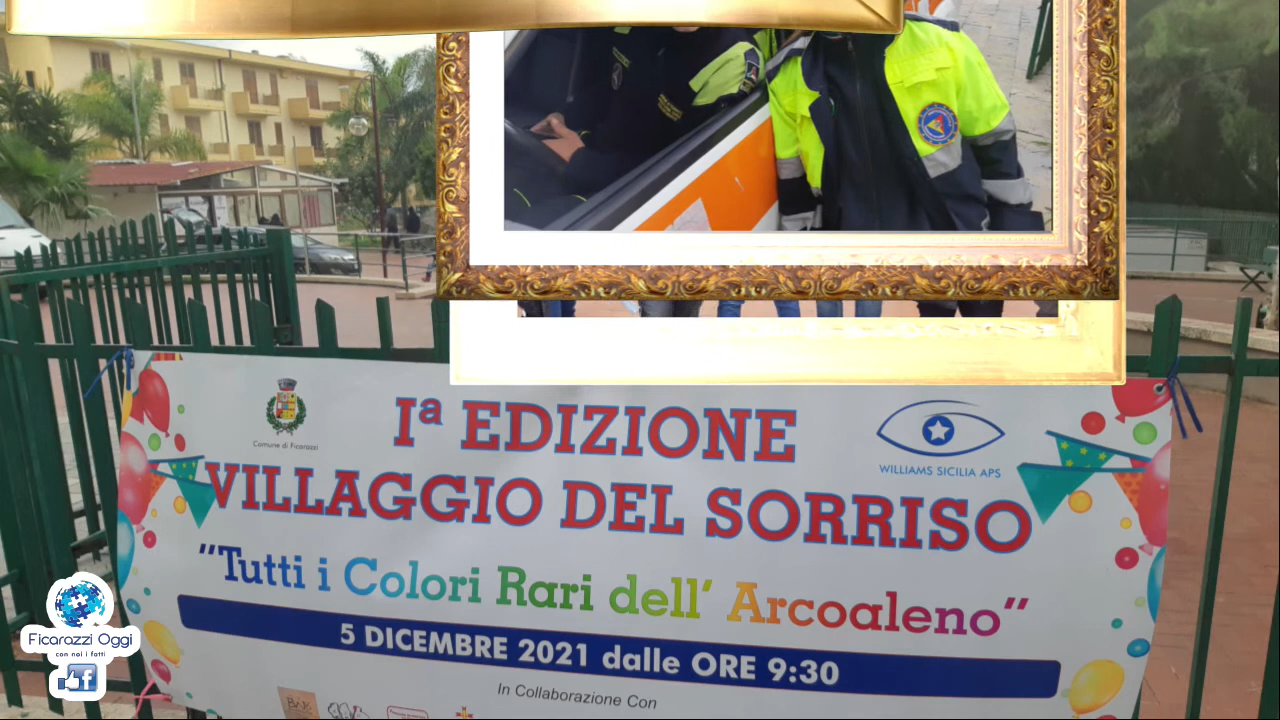 Comune di Ficarazzi
Iª EDIZIONE
WILLIAMS SICILIA APS
VILLAGGIO DEL SORRISO
"Tutti i Colori Rari dell' Arcoaleno"
5 DICEMBRE 2021 dalle ORE 9:30
In Collaborazione Con
Ficarazzi Oggi
con noi i fatti
f